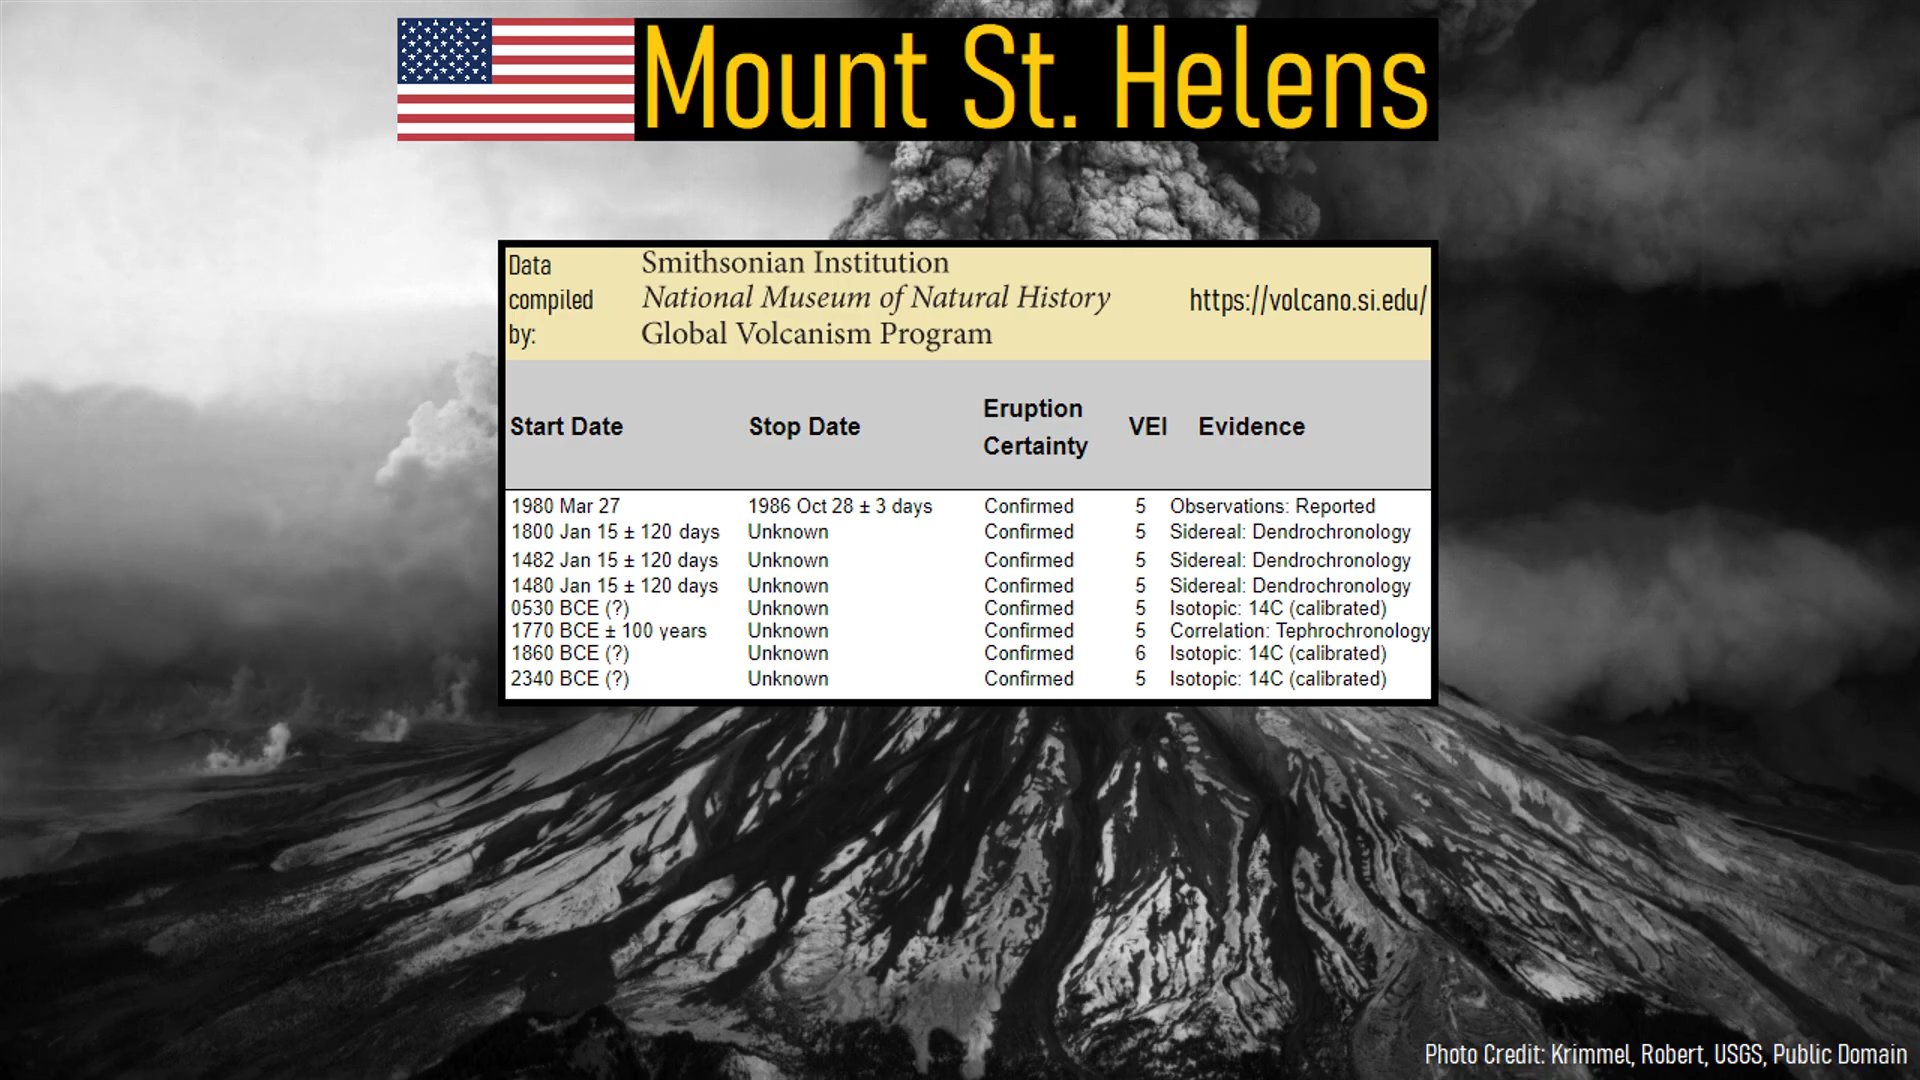 Mount St. Helens
Data compiled by:
Smithsonian Institution
National Museum of Natural History
Global Volcanism Program
https://volcano.si.edu/
Start Date Stop Date Eruption Certainty VEI Evidence
1980 Mar 27 1986 Oct 28 ± 3 days Confirmed 5 Observations: Reported
1800 Jan 15 ± 120 days Unknown Confirmed 5 Sidereal: Dendrochronology
1482 Jan 15 ± 120 days Unknown Confirmed 5 Sidereal: Dendrochronology
1480 Jan 15 ± 120 days Unknown Confirmed 5 Sidereal: Dendrochronology
0530 BCE (?) Unknown Confirmed 5 Isotopic: 14C (calibrated)
1770 BCE ± 100 years Unknown Confirmed 5 Correlation: Tephrochronology
1860 BCE (?) Unknown Confirmed 6 Isotopic: 14C (calibrated)
2340 BCE (?) Unknown Confirmed 5 Isotopic: 14C (calibrated)
Photo Credit: Krimmel, Robert, USGS, Public Domain